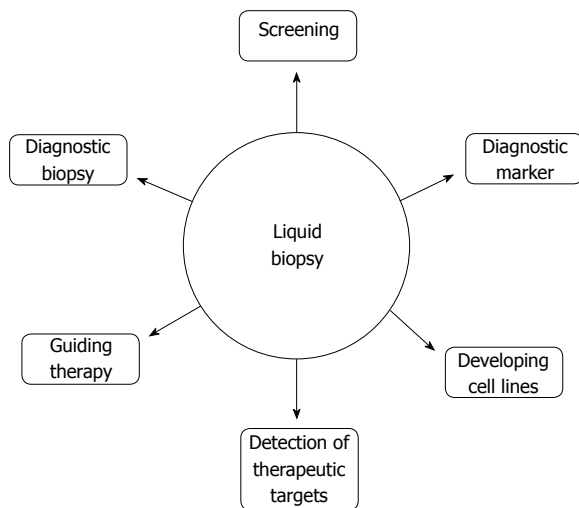 Screening
Diagnostic
biopsy
Diagnostic
marker
Liquid
biopsy
Guiding
therapy
Developing
cell lines
Detection of
therapeutic
targets